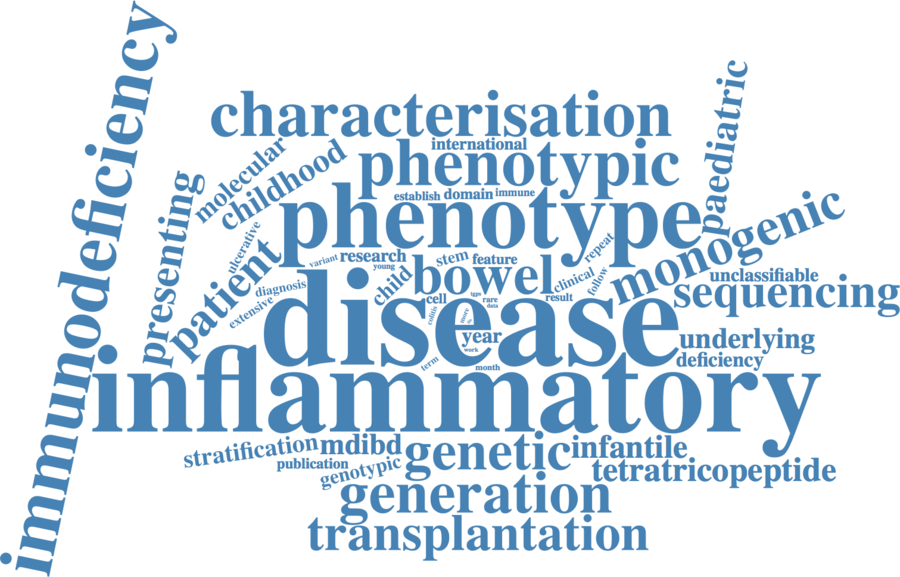 immunodeficiency
characterisation
paediatric
international
molecular
childhood
phenotypic
presenting
establish
domain
immune
phenotype
monogenic
ulcerative
patient
variant
research
young
stem
feature
repeat
child
bowel
clinical
follow
unclassifiable
diagnosis
extensive
cell
type
rare
data
result
sequencing
disease
colitis
more
year
work
underlying
deficiency
term
month
inflammatory
stratification
mdibd
genetic
infantile
publication
genotypic
tetratricopeptide
generation
transplantation